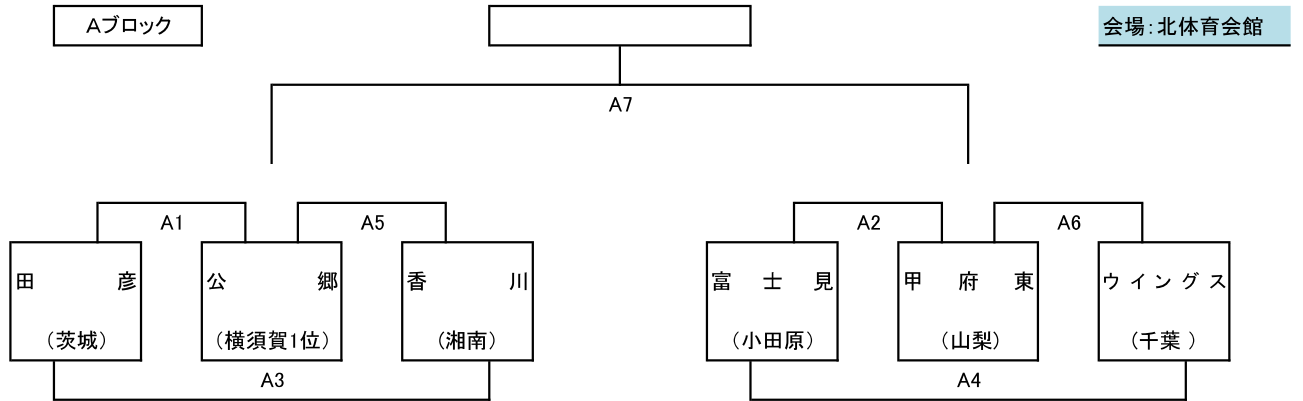 Aブロック
会場:北体育会館
A7
A1 A5 A2 A6
田 彦 公 郷 香 川 富 士 見 甲 府 東 ウイングス
(茨城) (横須賀1位) (湘南) (小田原) (山梨) (千葉 )
A3 A4